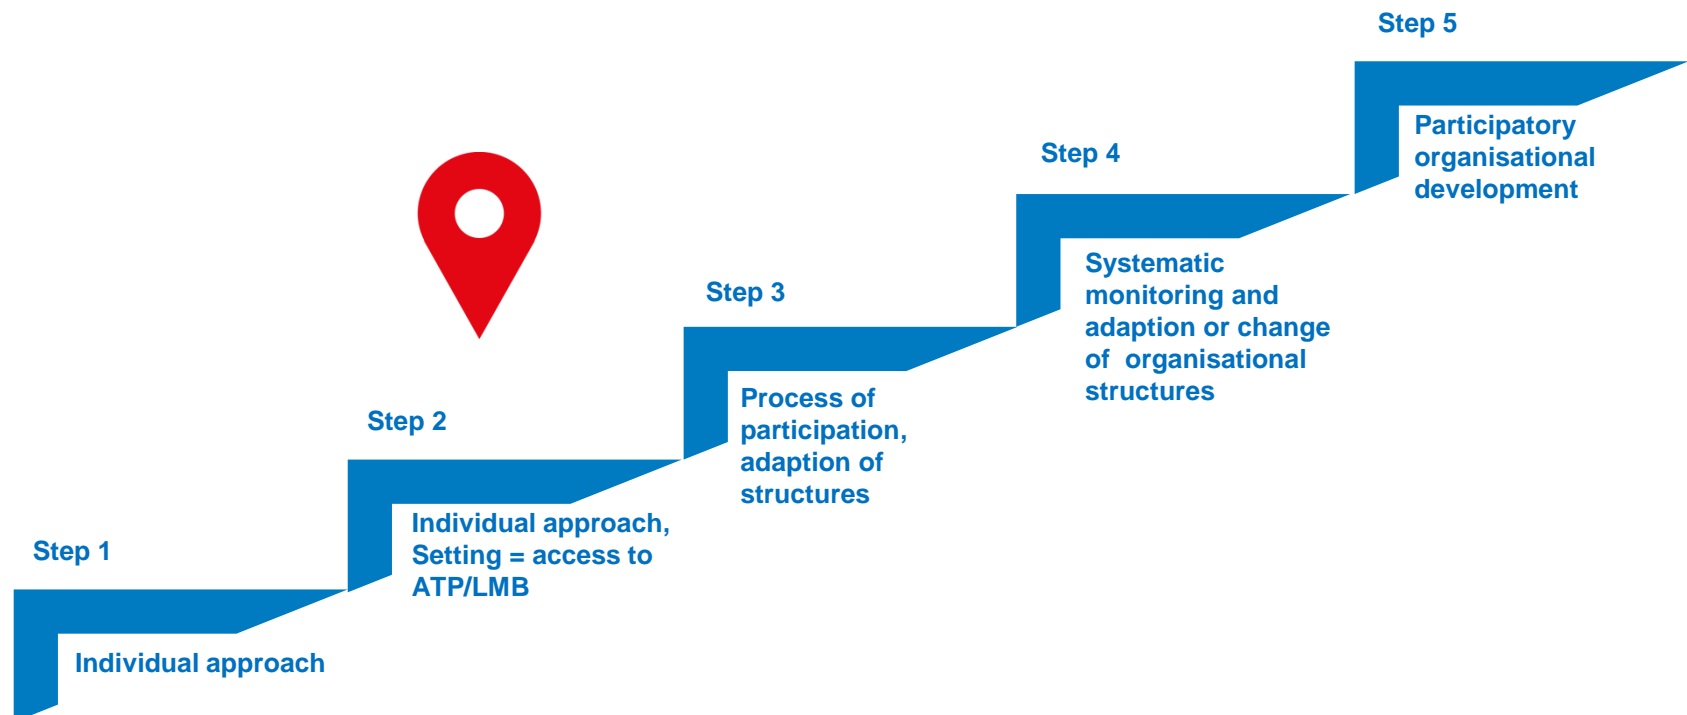 Step 1
Individual approach
Step 2
Individual approach,
Setting = access to
ATP/LMB
Step 3
Process of
participation,
adaption of
structures
Step 4
Systematic
monitoring and
adaption or change
of  organisational
structures
Step 5
Participatory
organisational
development